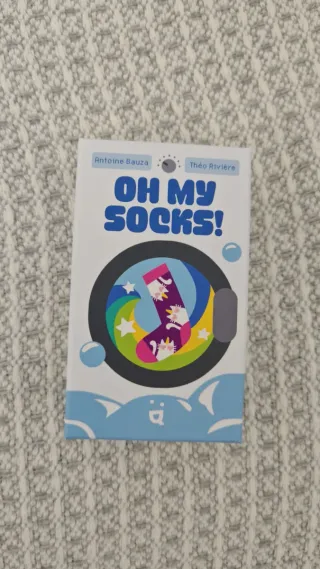 Antoine Bauza
Théo Rivière
OH MY
SOCKS!